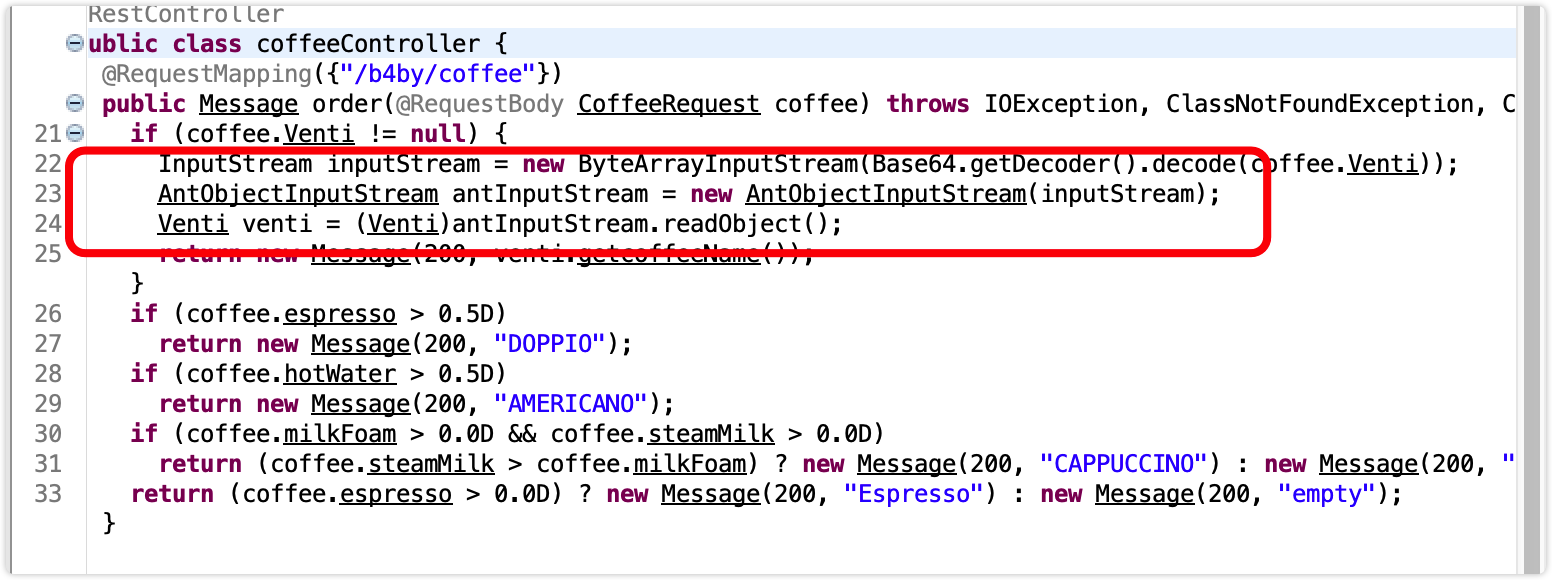 RestController
ublic class coffeeController {
@RequestMapping({"/b4by/coffee"})
public Message order(@RequestBody CoffeeRequest coffee) throws IOException, ClassNotFoundException, C
21 if (coffee.Venti != null) {
22 InputStream inputStream = new ByteArrayInputStream(Base64.getDecoder().decode(coffee.Venti));
23 AntObjectInputStream antInputStream = new AntObjectInputStream(inputStream);
24 Venti venti = (Venti)antInputStream.readObject();
25 return new Message(200, venti.getcoffeeName());
}
26 if (coffee.espresso > 0.5D)
27 return new Message(200, "DOPPIO");
28 if (coffee.hotWater > 0.5D)
29 return new Message(200, "AMERICANO");
30 if (coffee.milkFoam > 0.0D && coffee.steamMilk > 0.0D)
31 return (coffee.steamMilk > coffee.milkFoam) ? new Message(200, "CAPPUCCINO") : new Message(200, "
33 return (coffee.espresso > 0.0D) ? new Message(200, "Espresso") : new Message(200, "empty");
}